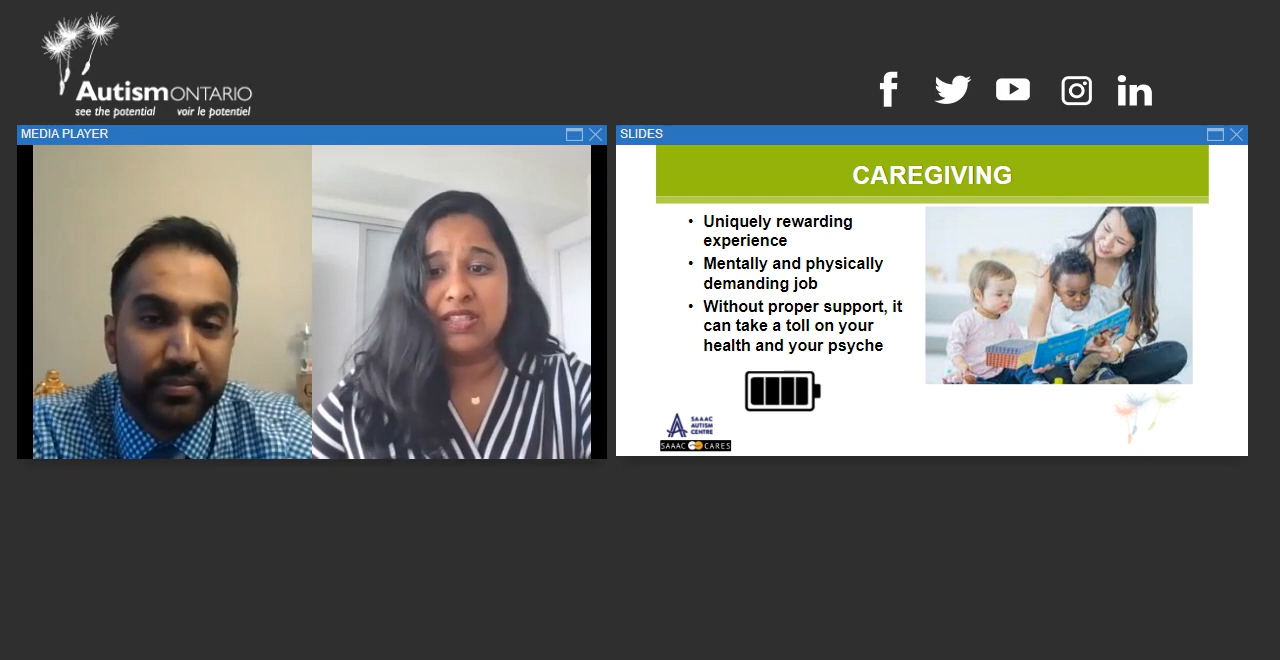 Autism ONTARIO
see the potential voir le potentiel
MEDIA PLAYER
SLIDES
CAREGIVING
• Uniquely rewarding
experience
• Mentally and physically
demanding job
• Without proper support, it
can take a toll on your
health and your psyche
SAAAC
AUTISM
CENTRE
SAAAC CARES